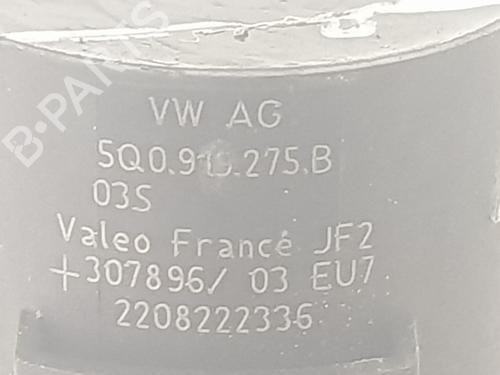 B-PARTS
VW AG
5Q0.919.275.B
03S
Valeo France JF2
+307896/ 03 EU7
2208222336